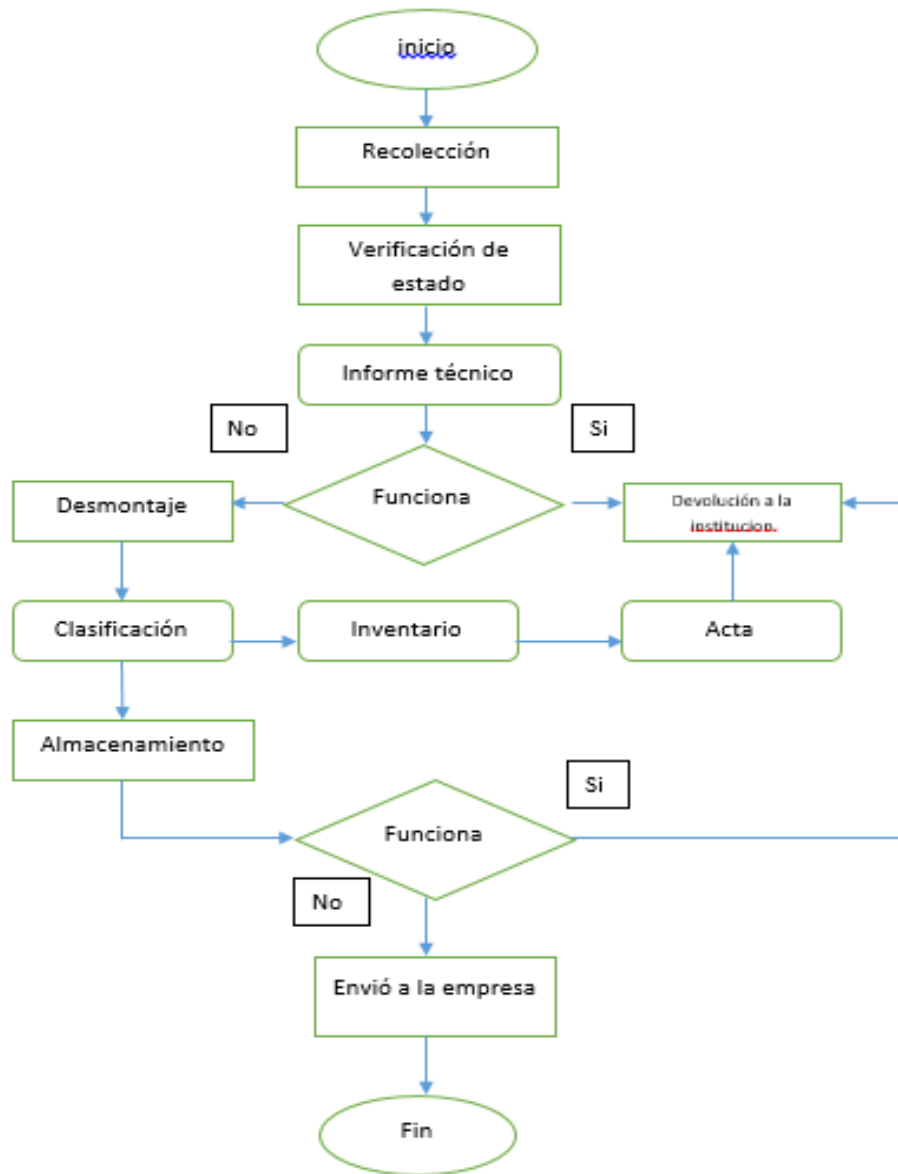 inicio
Recolección
Verificación de
estado
Informe técnico
No
Si
Desmontaje
Funciona
Devolución a la
institucion.
Clasificación
Inventario
Acta
Almacenamiento
Si
Funciona
No
Envió a la empresa
Fin